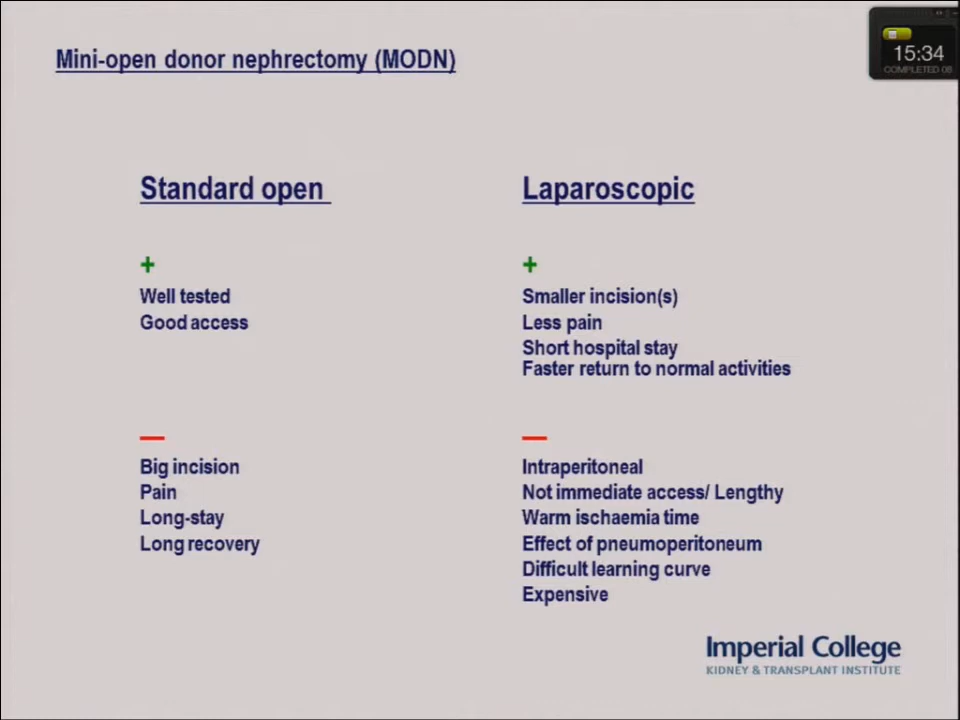 Mini-open donor nephrectomy (MODN)
15:34
COMPLETED 08
Standard open
+
Well tested
Good access
—
Big incision
Pain
Long-stay
Long recovery
Laparoscopic
+
Smaller incision(s)
Less pain
Short hospital stay
Faster return to normal activities
—
Intraperitoneal
Not immediate access/ Lengthy
Warm ischaemia time
Effect of pneumoperitoneum
Difficult learning curve
Expensive
Imperial College
KIDNEY & TRANSPLANT INSTITUTE